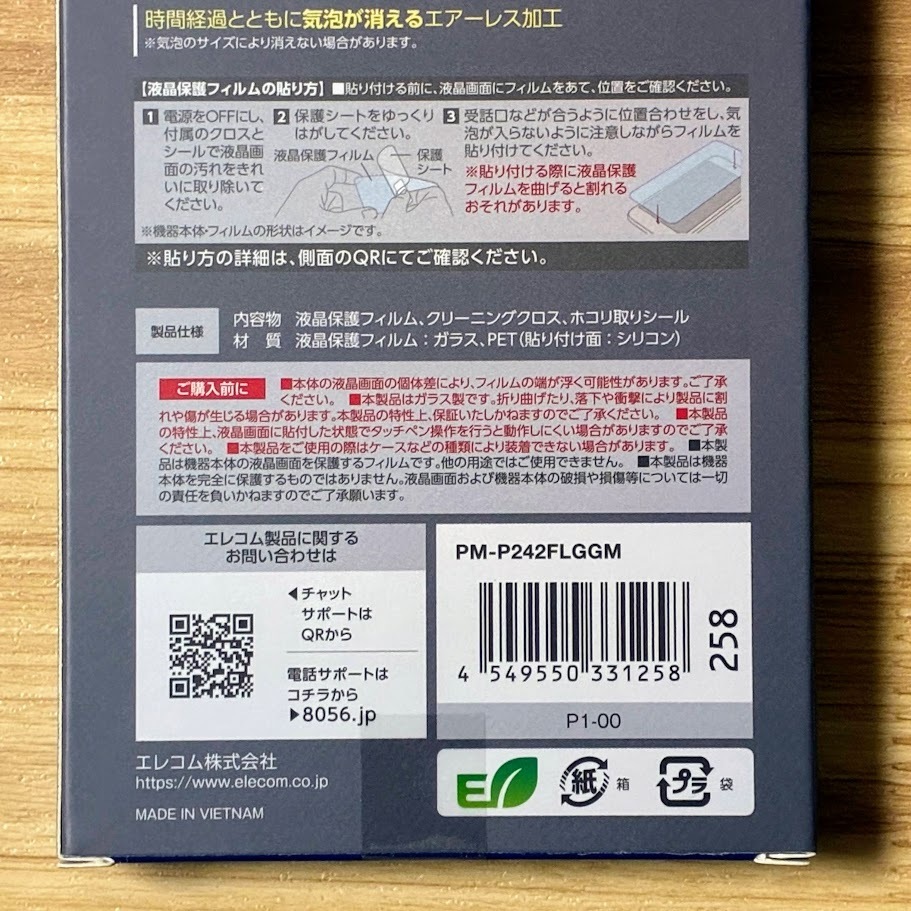 時間経過とともに気泡が消えるエアーレス加工
※気泡のサイズにより消えない場合があります。
【液晶保護フィルムの貼り方】 ■貼り付ける前に、液晶画面にフィルムをあて、位置をご確認ください。
1 電源をOFFにし、
付属のクロスと
シールで液晶画
面の汚れをきれ
いに取り除いて
ください。
2 保護シートをゆっくり
はがしてください。
液晶保護フィルム
保護
シート
3 受話口などが合うように位置合わせをし、気
泡が入らないように注意しながらフィルムを
貼り付けてください。
※貼り付ける際に液晶保護
フィルムを曲げると割れる
おそれがあります。
※機器本体・フィルムの形状はイメージです。
※貼り方の詳細は、側面のQRにてご確認ください。
製品仕様
内容物 液晶保護フィルム、クリーニングクロス、ホコリ取りシール
材 質 液晶保護フィルム：ガラス、PET（貼り付け面：シリコン）
ご購入前に ■本体の液晶画面の個体差により、フィルムの端が浮く可能性があります。ご了承
ください。 ■本製品はガラス製です。折り曲げたり、落下や衝撃により製品に割
れや傷が生じる場合があります。本製品の特性上、保証いたしかねますのでご了承ください。 ■本製品
の特性上、液晶画面に貼付した状態でタッチペン操作を行うと動作しにくい場合がありますのでご了承
ください。 ■本製品をご使用の際はケースなどの種類により装着できない場合があります。 ■本製
品は機器本体の液晶画面を保護するフィルムです。他の用途ではご使用できません。 ■本製品は機器
本体を完全に保護するものではありません。液晶画面および機器本体の破損や損傷等については一切
の責任を負いかねますのでご了承願います。
エレコム製品に関する
お問い合わせは
◀チャット
サポートは
QRから
電話サポートは
コチラから
▶8056.jp
PM-P242FLGGM
4 549550 331258
258
P1-00
エレコム株式会社
https://www.elecom.co.jp
MADE IN VIETNAM
E
紙 箱
プラ 袋